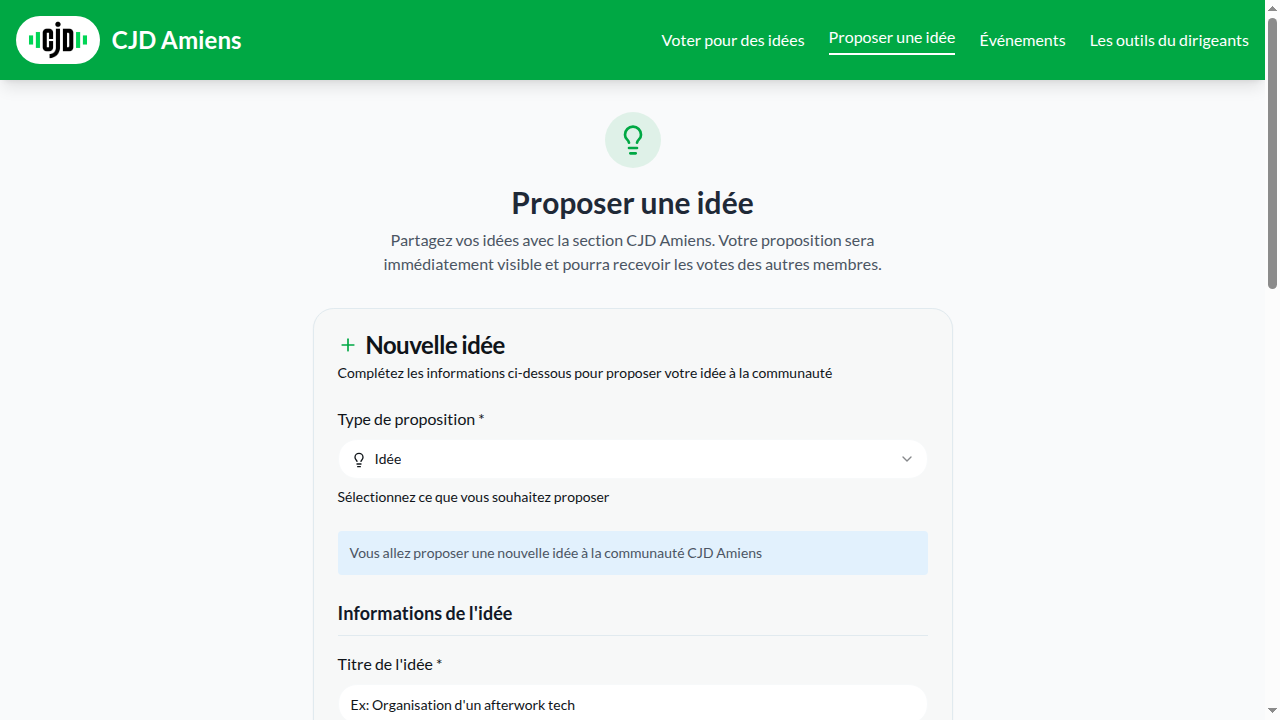 cjd CJD Amiens
Voter pour des idées
Proposer une idée
Événements
Les outils du dirigeants
Proposer une idée
Partagez vos idées avec la section CJD Amiens. Votre proposition sera
immédiatement visible et pourra recevoir les votes des autres membres.
Nouvelle idée
Complétez les informations ci-dessous pour proposer votre idée à la communauté
Type de proposition *
Idée
Sélectionnez ce que vous souhaitez proposer
Vous allez proposer une nouvelle idée à la communauté CJD Amiens
Informations de l'idée
Titre de l'idée *
Ex: Organisation d'un afterwork tech